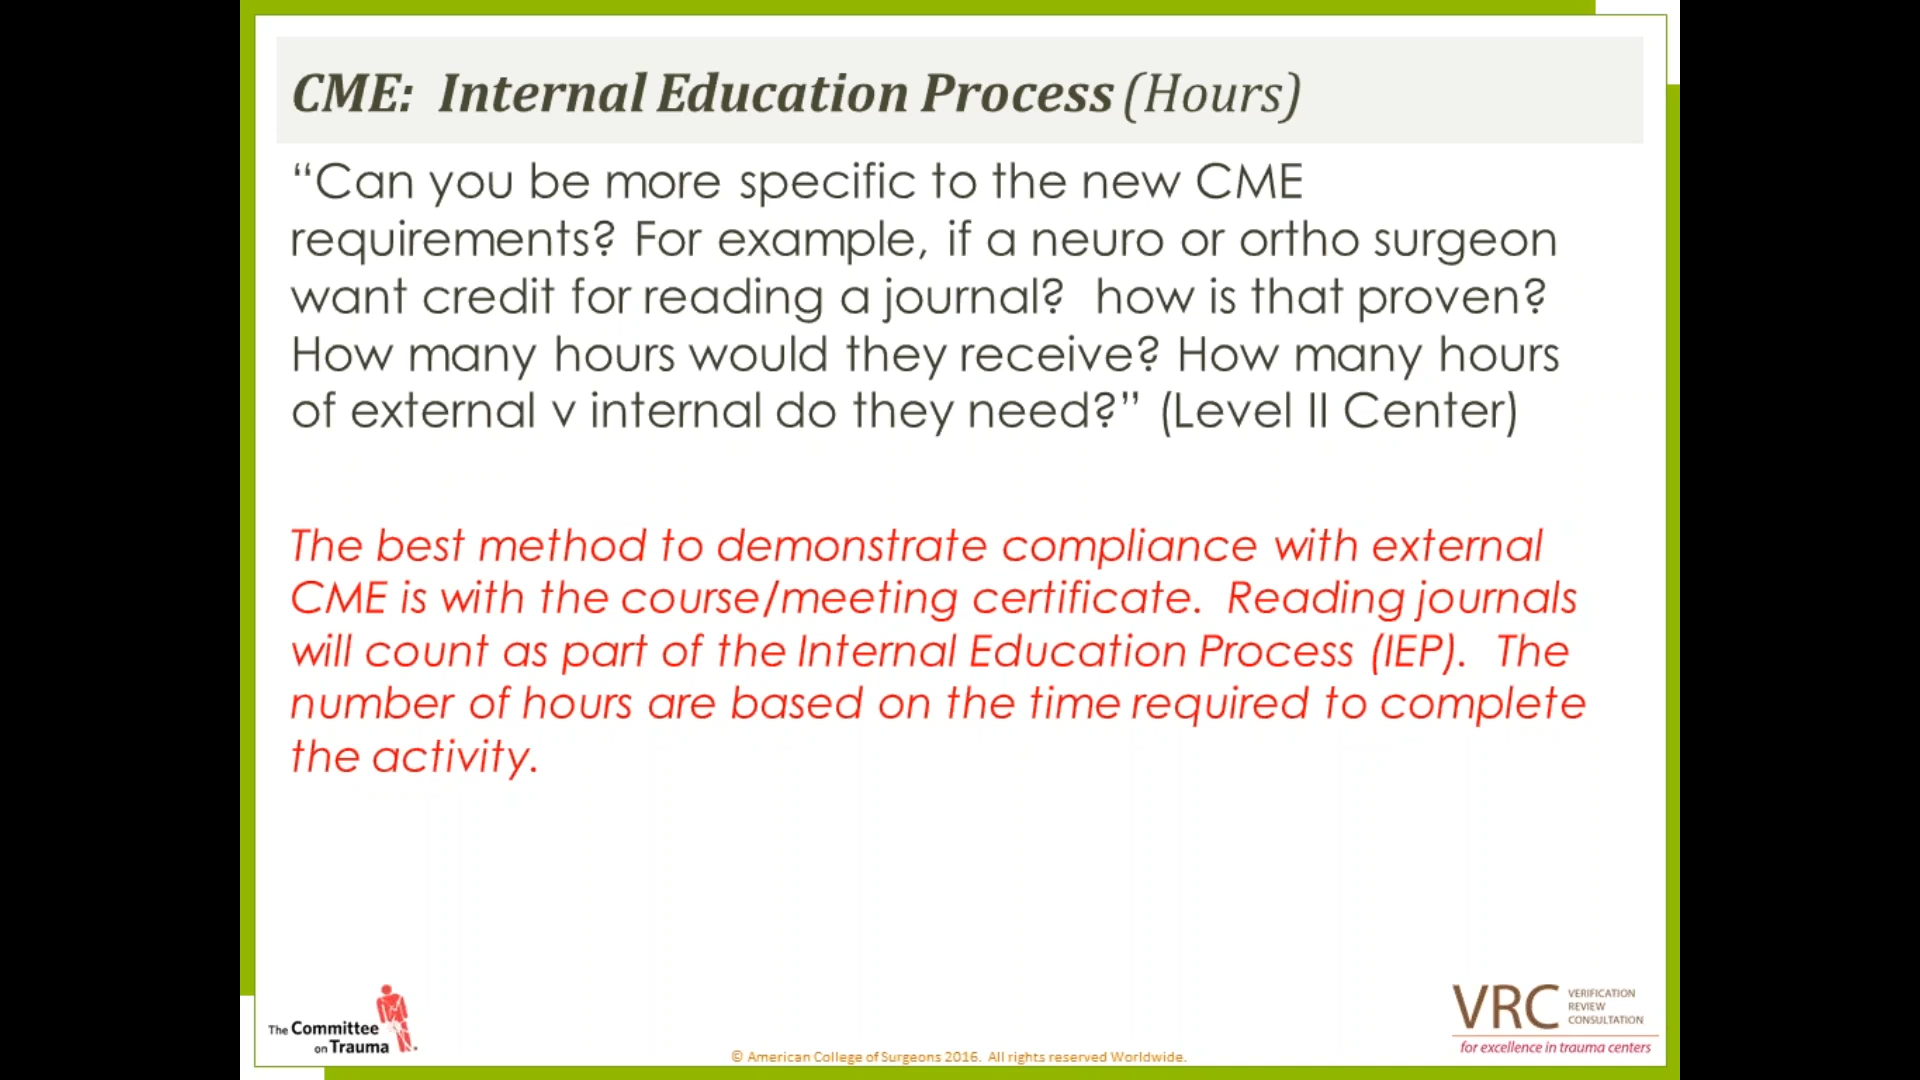 CME: Internal Education Process (Hours)
“Can you be more specific to the new CME
requirements? For example, if a neuro or ortho surgeon
want credit for reading a journal? how is that proven?
How many hours would they receive? How many hours
of external v internal do they need?” (Level II Center)
The best method to demonstrate compliance with external
CME is with the course/meeting certificate. Reading journals
will count as part of the Internal Education Process (IEP). The
number of hours are based on the time required to complete
the activity.
The Committee
on Trauma
© American College of Surgeons 2016. All rights reserved Worldwide.
VRC
VERIFICATION
REVIEW
CONSULTATION
for excellence in trauma centers